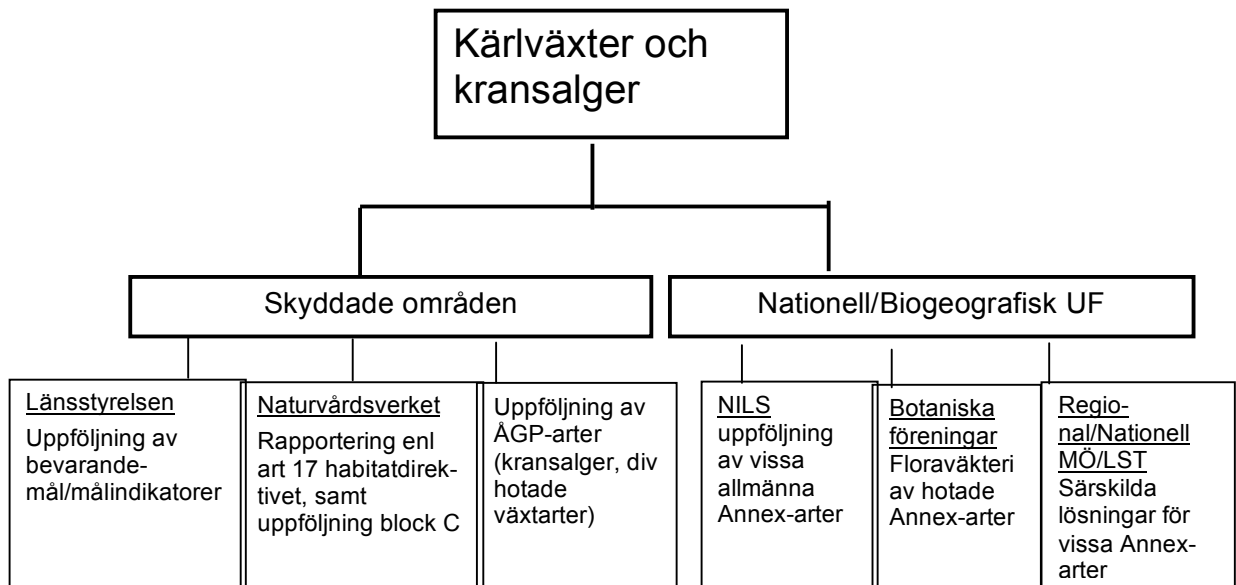 Kärlväxter och
kransalger
Skyddade områden
Nationell/Biogeografisk UF
Länsstyrelsen
Uppföljning av
bevarande-
mål/målindikatorer
Naturvårdsverket
Rapportering enl
art 17 habitatdirek-
tivet, samt
uppföljning block C
Uppföljning av
ÅGP-arter
(kransalger, div
hotade
växtarter)
NILS
uppföljning
av vissa
allmänna
Annex-arter
Botaniska
föreningar
Floraväkteri
av hotade
Annex-arter
Regio-
nal/Nationell
MÖ/LST
Särskilda
lösningar för
vissa Annex-
arter